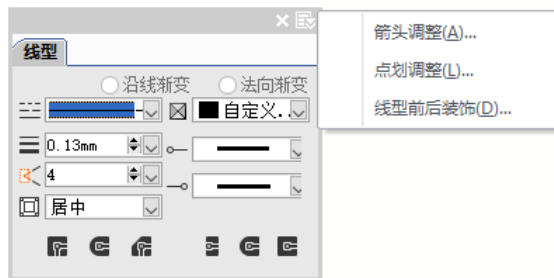 线型
沿线渐变 法向渐变
自定义..
0.13mm
4
居中
箭头调整(A)...
点划调整(L)...
线型前后装饰(D)...